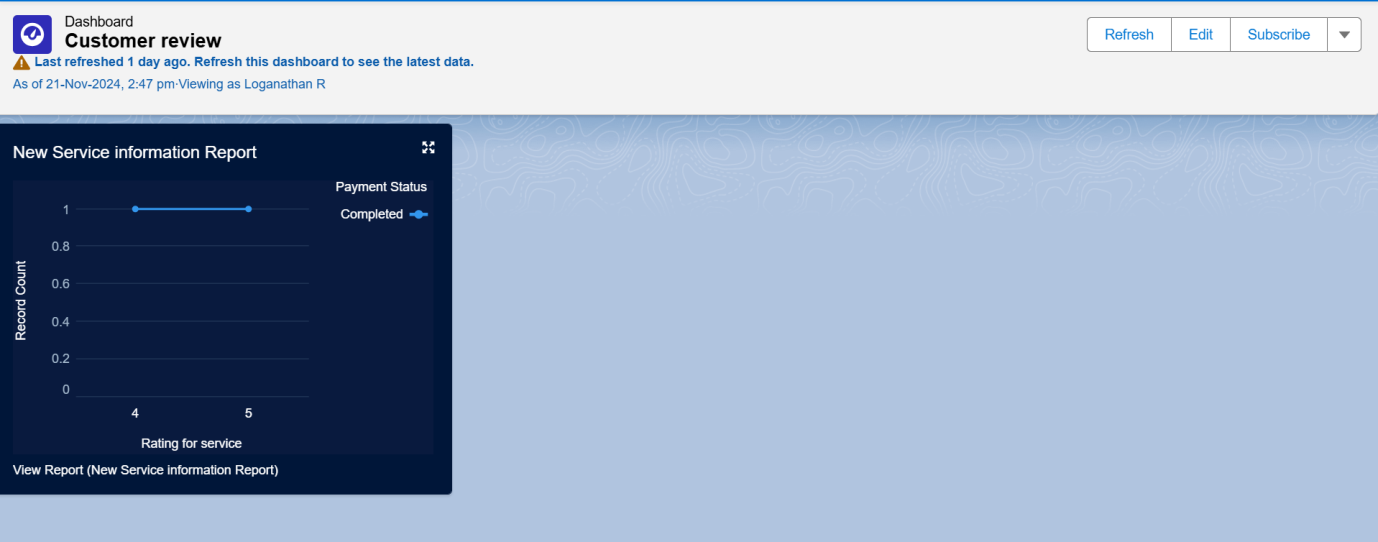 Dashboard
Customer review
Last refreshed 1 day ago. Refresh this dashboard to see the latest data.
As of 21-Nov-2024, 2:47 pm·Viewing as Loganathan R
Refresh
Edit
Subscribe
New Service information Report
Payment Status
Completed
Record Count
1
0.8
0.6
0.4
0.2
0
4
5
Rating for service
View Report (New Service information Report)